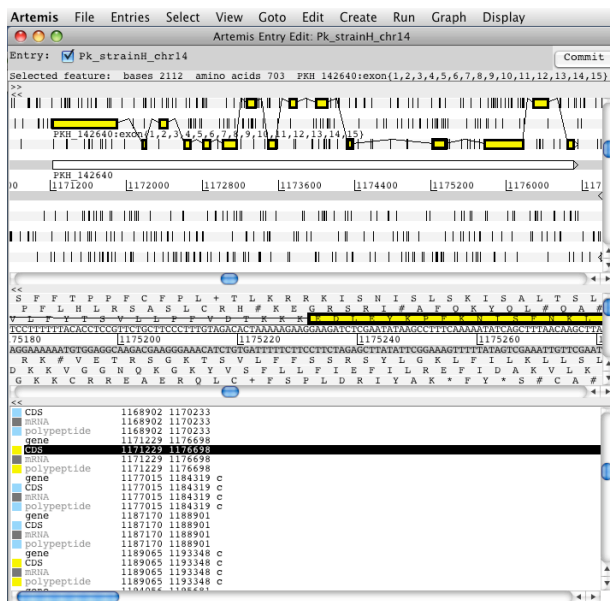 Artemis File Entries Select View Goto Edit Create Run Graph Display
Artemis Entry Edit: Pk_strainH_chr14
Entry: Pk_strainH_chr14
Commit
Selected feature: bases 2112 amino acids 703 PKH_142640:exon{1,2,3,4,5,6,7,8,9,10,11,12,13,14,15}
>>
<<
PKH_142640:exon{1,2,3,4,5,6,7,8,9,10,11,12,13,14,15}
PKH_142640
00 1171200 1172000 1172800 1173600 1174400 1175200 1176000 117
<<
S F F T P P F C F P L + T L K R R K I S N I S L S K I S A L T S L
P F L H L R S A S L C R H # K K G R S R I # A F Q K Y Q L # Q A #
75180 1175200 1175220 1175240 1175260
R K # V E T R S G K T S V L F F S S R S Y L G K L F I L K L L S L
D K K V G G N Q K G K Y V S F L L F I E F I L R E F I D A K V L K
G K K C R R E A E R Q L C + F S P L D R I Y A K * F Y * S # C A #
<<
CDS 1168902 1170233
mRNA 1168902 1170233
polypeptide 1168902 1170233
gene 1171229 1176698
CDS 1171229 1176698
mRNA 1171229 1176698
polypeptide 1171229 1176698
gene 1177015 1184319 c
CDS 1177015 1184319 c
mRNA 1177015 1184319 c
polypeptide 1177015 1184319 c
gene 1187170 1188901
CDS 1187170 1188901
mRNA 1187170 1188901
polypeptide 1187170 1188901
gene 1189065 1193348 c
CDS 1189065 1193348 c
mRNA 1189065 1193348 c
polypeptide 1189065 1193348 c